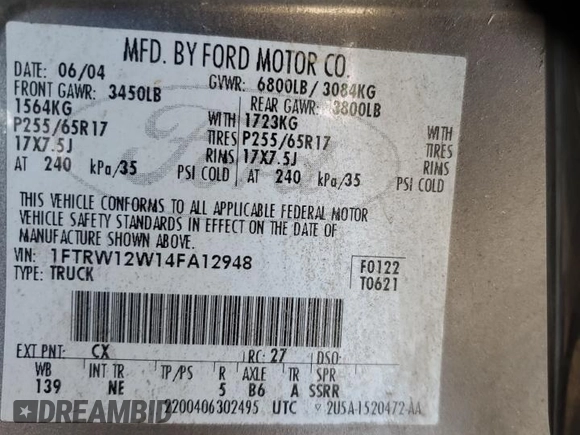 MFD. BY FORD MOTOR CO.
DATE: 06/04 GVWR: 6800LB/ 3084KG
FRONT GAWR: 3450LB REAR GAWR: 3800LB
1564KG WITH 1723KG WITH
P255/65R17 TIRES P255/65R17 TIRES
17X7.5J RIMS 17X7.5J RIMS
AT 240 kPa/35 PSI COLD AT 240 kPa/35 PSI COLD
THIS VEHICLE CONFORMS TO ALL APPLICABLE FEDERAL MOTOR
VEHICLE SAFETY STANDARDS IN EFFECT ON THE DATE OF
MANUFACTURE SHOWN ABOVE.
VIN: 1FTRW12W14FA12948 F0122
TYPE: TRUCK T0621
Ford
EXT PNT: CX RC: 27 DSO:
WB INT TR TP/PS R AXLE TR SPR
139 NE 5 B6 A SSRR
2200406302495 UTC 2U5A-1520472-AA
DREAMBID